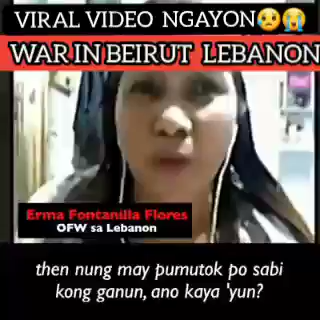 VIRAL VIDEO NGAYON😥😭
WAR IN BEIRUT LEBANON
Erma Fontanilla Flores
OFW sa Lebanon
then nung may pumutok po sabi
kong ganun, ano kaya 'yun?